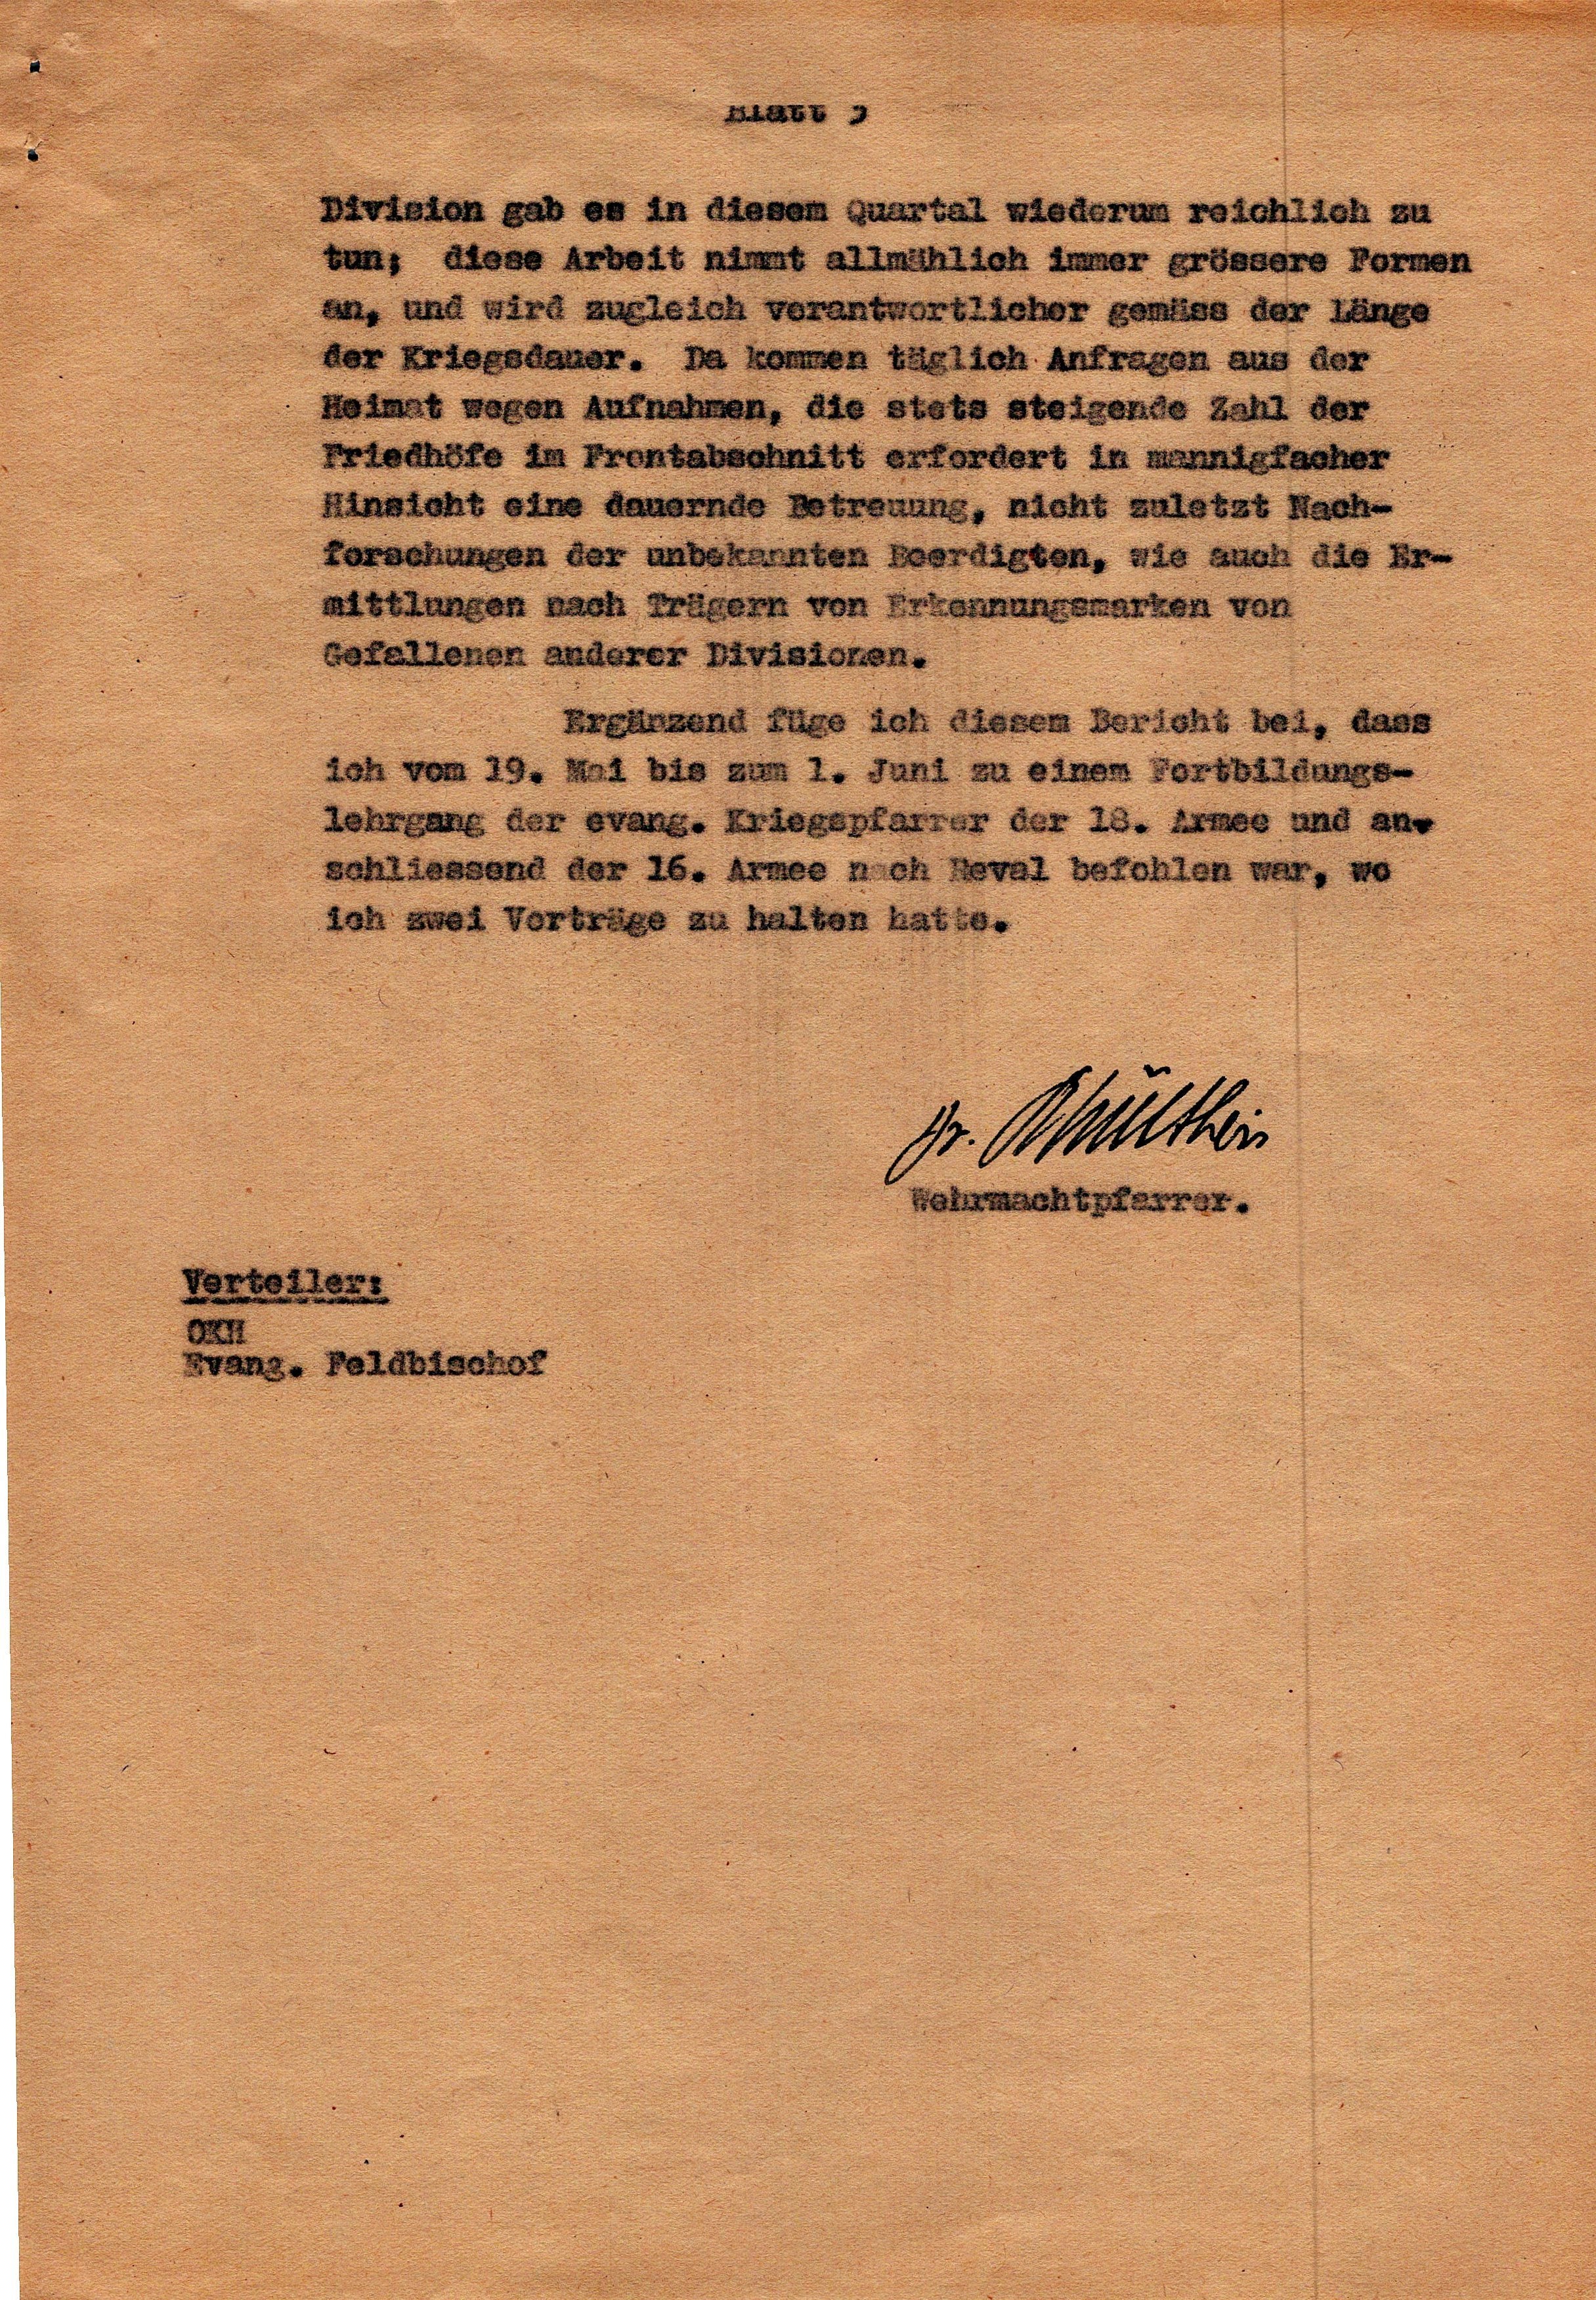 Blatt
Division gab es in diesem Quartal wiederum reichlich zu
tun; diese Arbeit nimmt allmählich immer grössere Formen
an, und wird zugleich verantwortlicher gemäss der Länge
der Kriegsdauer. Da kommen täglich Anfragen aus der
Heimat wegen Aufnahmen, die stets steigende Zahl der
Friedhöfe im Frontabschnitt erfordert in mannigfacher
Hinsicht eine dauernde Betreuung, nicht zuletzt Nach-
forschungen der unbekannten Beerdigten, wie auch die Er-
mittlungen nach Trägern von Erkennungsmarken von
Gefallenen anderer Divisionen.
Ergänzend füge ich diesem Bericht bei, dass
ich vom 19. Mai bis zum 1. Juni zu einem Fortbildungs-
lehrgang der evang. Kriegspfarrer der 18. Armee und an-
schliessend der 16. Armee nach Reval befohlen war, wo
ich zwei Vorträge zu halten hatte.
Dr.
Wehrmachtpfarrer.
Verteiler:
OKH
Evang. Feldbischof